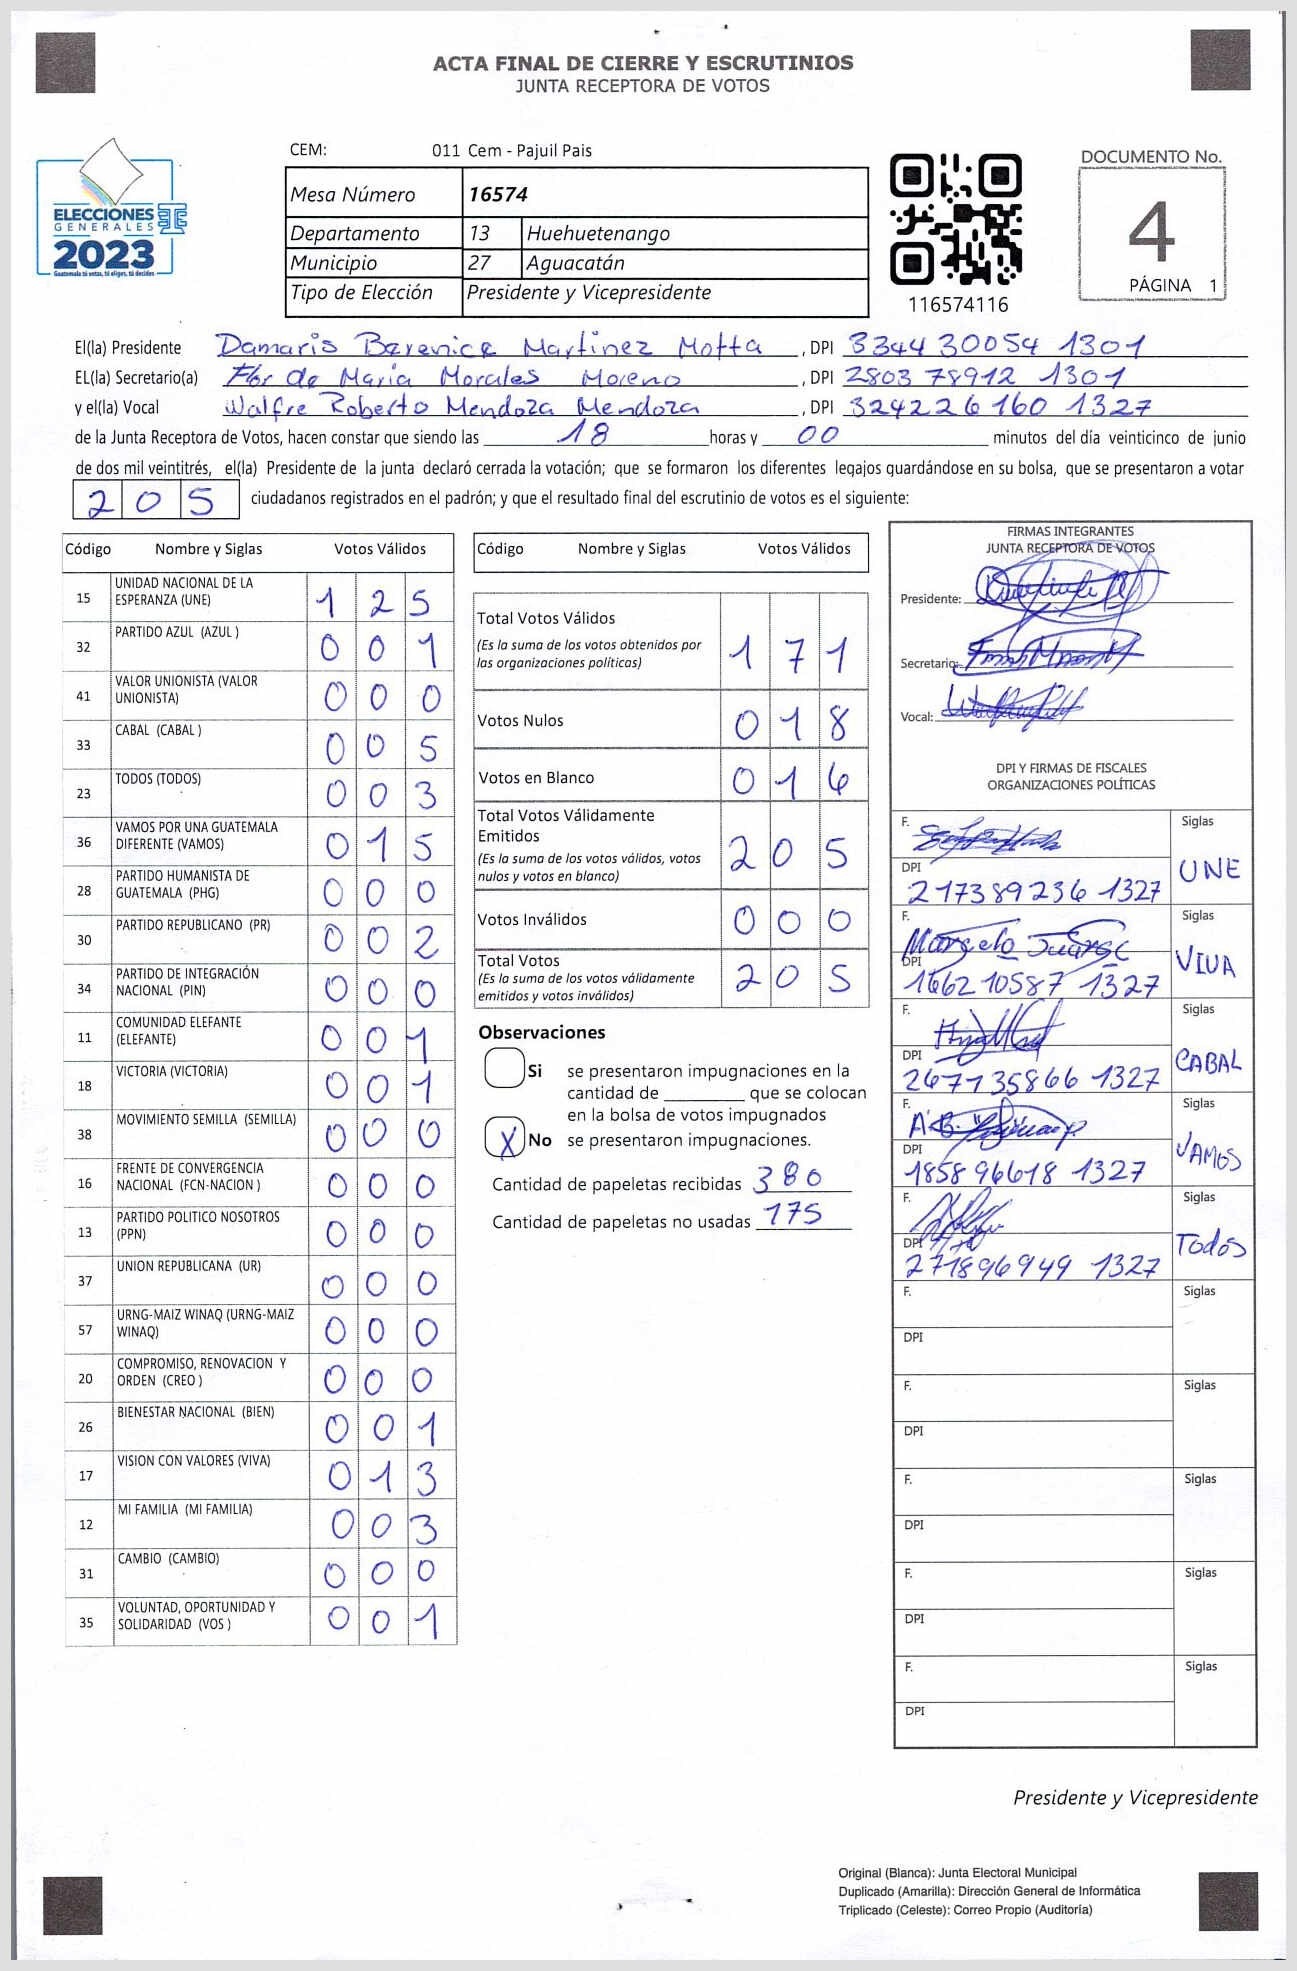 ACTA FINAL DE CIERRE Y ESCRUTINIOS
JUNTA RECEPTORA DE VOTOS
ELECCIONES
GENERALES
2023
Guatemala tú votas, tú eliges, tú decides
CEM: 011 Cem - Pajuil Pais
Mesa Número 16574
Departamento 13 Huehuetenango
Municipio 27 Aguacatán
Tipo de Elección Presidente y Vicepresidente
116574116
DOCUMENTO No.
4
PÁGINA 1
El(la) Presidente Damaris Berenice Martinez Motta , DPI 3344 30054 1301
EL(la) Secretario(a) Flor de Maria Morales Moreno , DPI 2803 78912 1301
y el(la) Vocal Walfre Roberto Mendoza Mendoza , DPI 324226160 1327
de la Junta Receptora de Votos, hacen constar que siendo las 18 horas y 00 minutos del día veinticinco de junio
de dos mil veintitrés, el(la) Presidente de la junta declaró cerrada la votación; que se formaron los diferentes legajos guardándose en su bolsa, que se presentaron a votar
205 ciudadanos registrados en el padrón; y que el resultado final del escrutinio de votos es el siguiente:
Código Nombre y Siglas Votos Válidos
15 UNIDAD NACIONAL DE LA ESPERANZA (UNE) 1 2 5
32 PARTIDO AZUL (AZUL ) 0 0 1
41 VALOR UNIONISTA (VALOR UNIONISTA) 0 0 0
33 CABAL (CABAL ) 0 0 5
23 TODOS (TODOS) 0 0 3
36 VAMOS POR UNA GUATEMALA DIFERENTE (VAMOS) 0 1 5
28 PARTIDO HUMANISTA DE GUATEMALA (PHG) 0 0 0
30 PARTIDO REPUBLICANO (PR) 0 0 2
34 PARTIDO DE INTEGRACIÓN NACIONAL (PIN) 0 0 0
11 COMUNIDAD ELEFANTE (ELEFANTE) 0 0 1
18 VICTORIA (VICTORIA) 0 0 1
38 MOVIMIENTO SEMILLA (SEMILLA) 0 0 0
16 FRENTE DE CONVERGENCIA NACIONAL (FCN-NACION ) 0 0 0
13 PARTIDO POLITICO NOSOTROS (PPN) 0 0 0
37 UNION REPUBLICANA (UR) 0 0 0
57 URNG-MAIZ WINAQ (URNG-MAIZ WINAQ) 0 0 0
20 COMPROMISO, RENOVACION Y ORDEN (CREO ) 0 0 0
26 BIENESTAR NACIONAL (BIEN) 0 0 1
17 VISION CON VALORES (VIVA) 0 1 3
12 MI FAMILIA (MI FAMILIA) 0 0 3
31 CAMBIO (CAMBIO) 0 0 0
35 VOLUNTAD, OPORTUNIDAD Y SOLIDARIDAD (VOS ) 0 0 1
Código Nombre y Siglas Votos Válidos
Total Votos Válidos 1 7 1
(Es la suma de los votos obtenidos por
las organizaciones políticas)
Votos Nulos 0 1 8
Votos en Blanco 0 1 6
Total Votos Válidamente
Emitidos 2 0 5
(Es la suma de los votos válidos, votos
nulos y votos en blanco)
Votos Inválidos 0 0 0
Total Votos 2 0 5
(Es la suma de los votos válidamente
emitidos y votos inválidos)
Observaciones
Si se presentaron impugnaciones en la
cantidad de ________ que se colocan
en la bolsa de votos impugnados
X No se presentaron impugnaciones.
Cantidad de papeletas recibidas 380
Cantidad de papeletas no usadas 175
FIRMAS INTEGRANTES
JUNTA RECEPTORA DE VOTOS
Presidente:
Secretario:
Vocal:
DPI Y FIRMAS DE FISCALES
ORGANIZACIONES POLÍTICAS
F. Siglas
DPI 217389236 1327 UNE
F. Marcelo Siglas
DPI 166210587 1327 VIVA
F. Siglas
DPI 267735866 1327 CABAL
F. Siglas
DPI 185896618 1327 VAMOS
F. Siglas
DPI 271896949 1327 Todos
F. Siglas
DPI
F. Siglas
DPI
F. Siglas
DPI
F. Siglas
DPI
F. Siglas
DPI
Presidente y Vicepresidente
Original (Blanca): Junta Electoral Municipal
Duplicado (Amarilla): Dirección General de Informática
Triplicado (Celeste): Correo Propio (Auditoría)